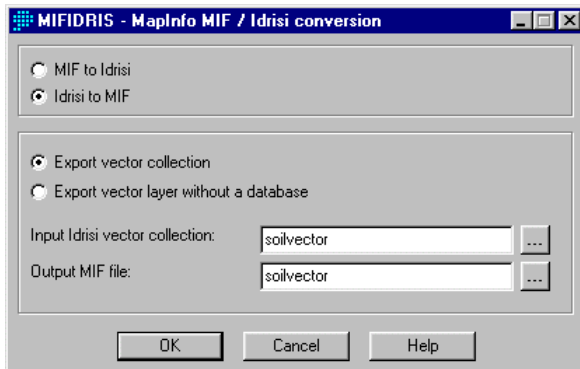 MIFIDRIS - MapInfo MIF / Idrisi conversion
MIF to Idrisi
Idrisi to MIF
Export vector collection
Export vector layer without a database
Input Idrisi vector collection: soilvector ...
Output MIF file: soilvector ...
OK Cancel Help